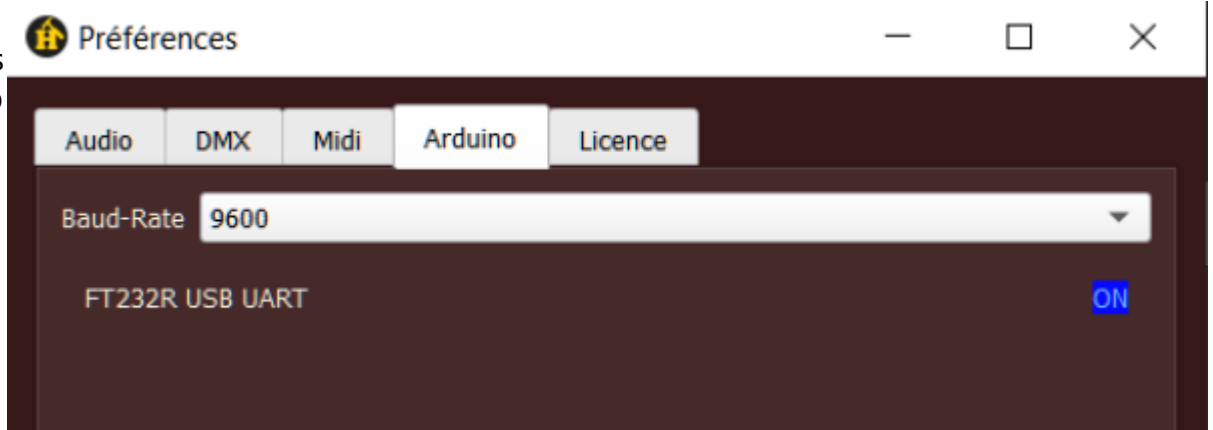 Préférences
Audio DMX Midi Arduino Licence
Baud-Rate 9600
FT232R USB UART ON